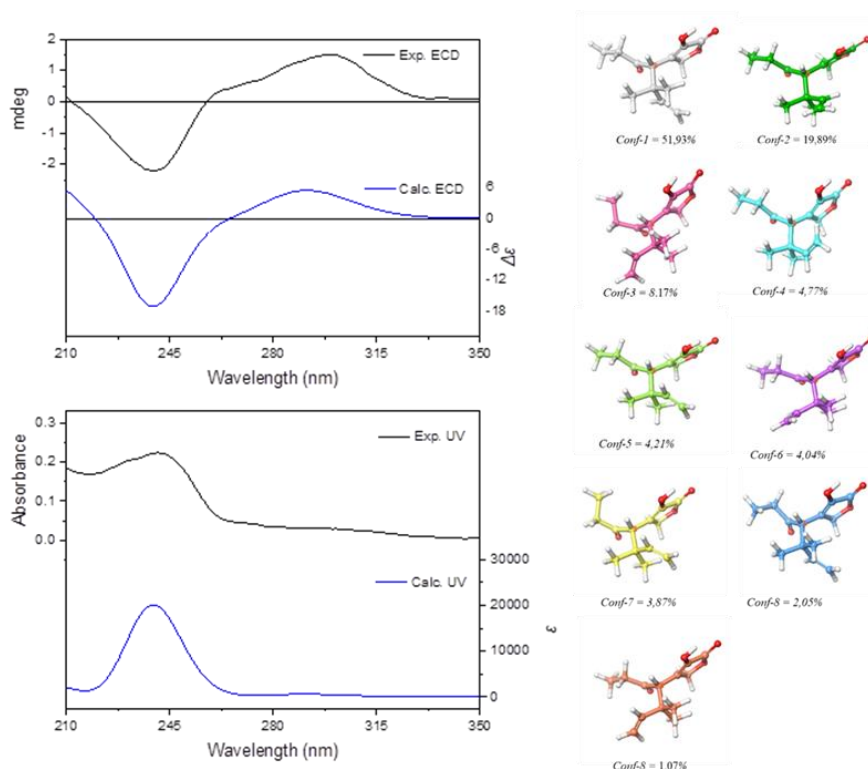 2
1
0
-1
-2
mdeg
Exp. ECD
Calc. ECD
6
0
-6
-12
-18
Δε
210 245 280 315 350
Wavelength (nm)
0.3
0.2
0.1
0.0
Absorbance
Exp. UV
Calc. UV
30000
20000
10000
0
ε
210 245 280 315 350
Wavelength (nm)
Conf-1 = 51,93% Conf-2 = 19,89%
Conf-3 = 8.17% Conf-4 = 4,77%
Conf-5 = 4,21% Conf-6 = 4,04%
Conf-7 = 3,87% Conf-8 = 2,05%
Conf-8 = 1,07%